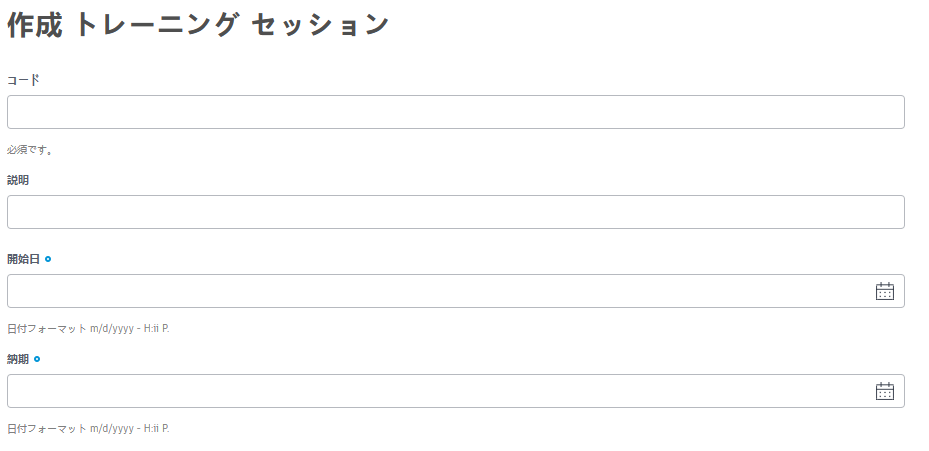 作成 トレーニング セッション
コード
必須です。
説明
開始日
日付フォーマット m/d/yyyy - H:ii P.
納期
日付フォーマット m/d/yyyy - H:ii P.